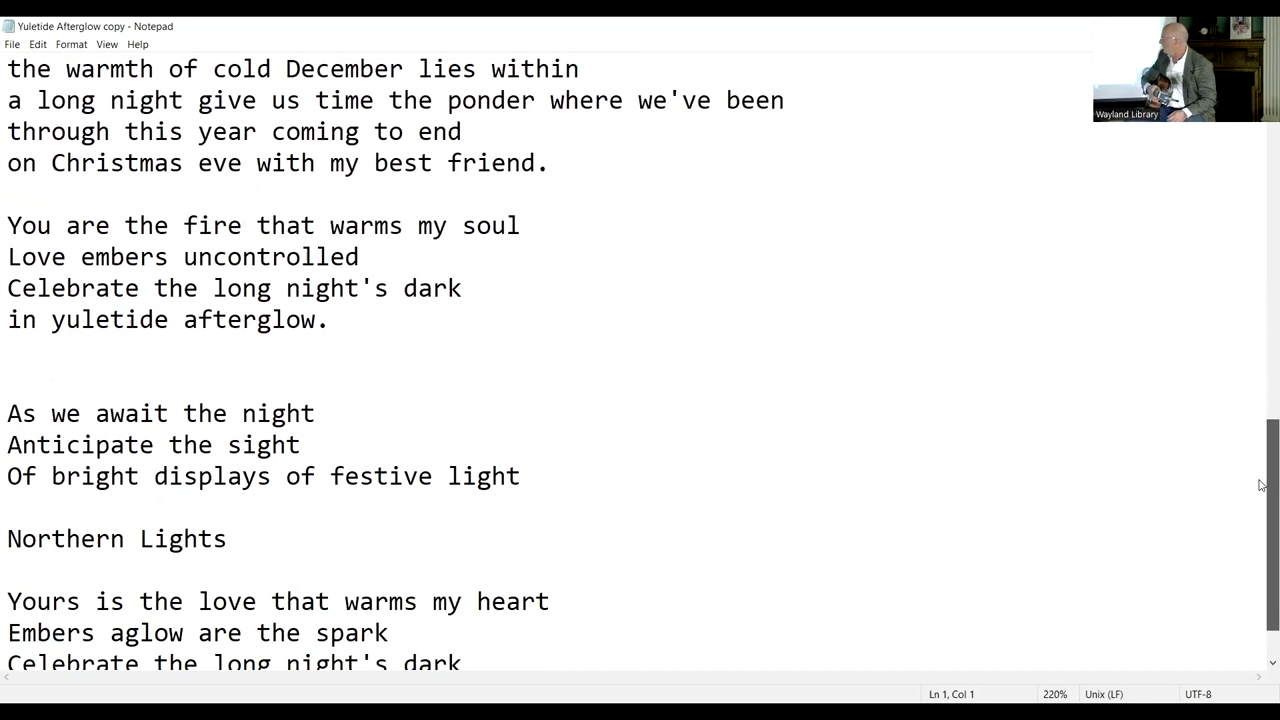 Yuletide Afterglow copy - Notepad
File Edit Format View Help
the warmth of cold December lies within
a long night give us time the ponder where we've been
through this year coming to end
on Christmas eve with my best friend.
You are the fire that warms my soul
Love embers uncontrolled
Celebrate the long night's dark
in yuletide afterglow.
As we await the night
Anticipate the sight
Of bright displays of festive light
Northern Lights
Yours is the love that warms my heart
Embers aglow are the spark
Celebrate the long night's dark
Wayland Library
Ln 1, Col 1 220% Unix (LF) UTF-8